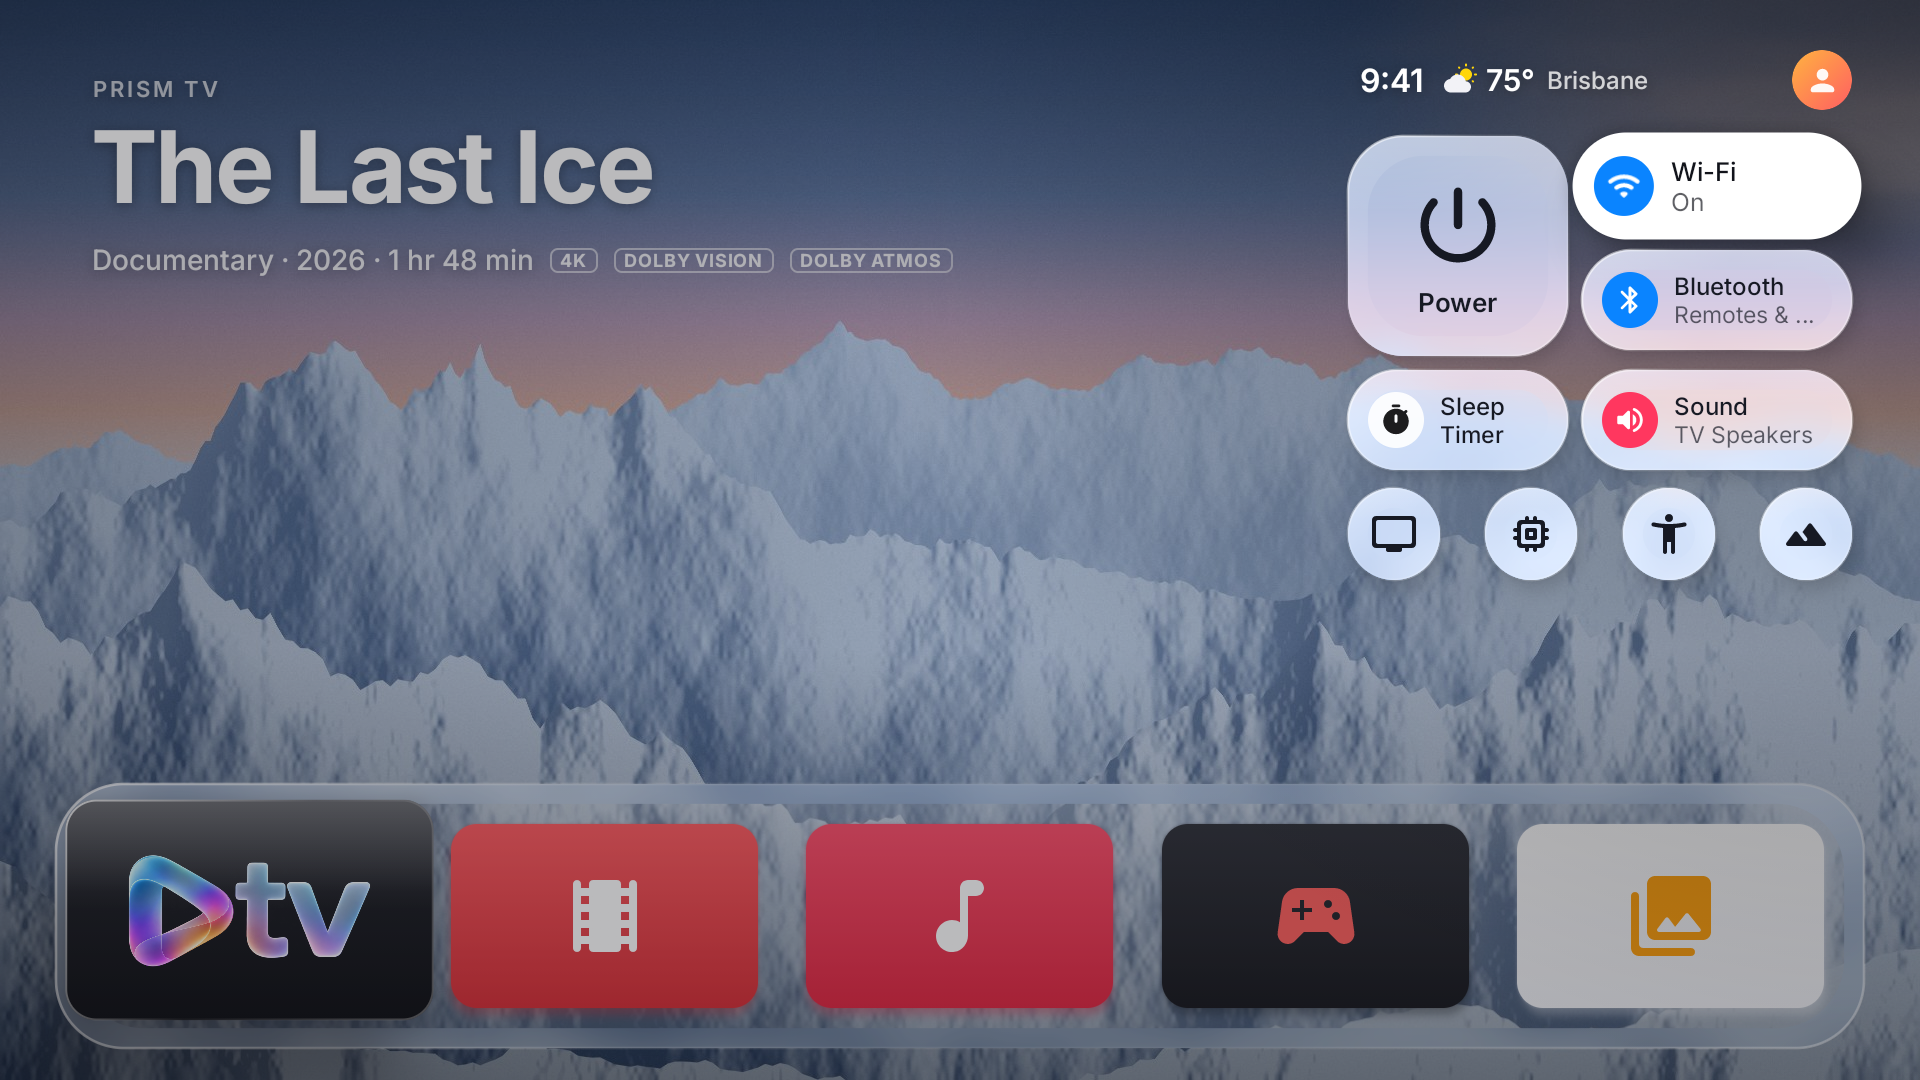 PRISM TV
The Last Ice
Documentary · 2026 · 1 hr 48 min 4K DOLBY VISION DOLBY ATMOS
9:41 75° Brisbane
Power
Wi-Fi
On
Bluetooth
Remotes & ...
Sleep
Timer
Sound
TV Speakers
tv